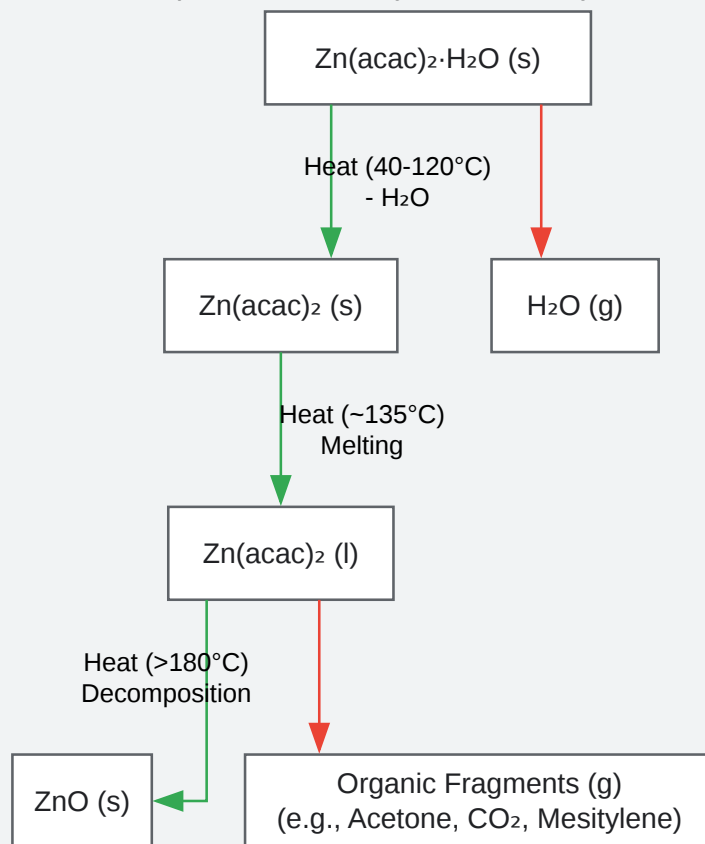 Zn(acac)₂·H₂O (s)
Heat (40-120°C)
- H₂O
Zn(acac)₂ (s)
H₂O (g)
Heat (~135°C)
Melting
Zn(acac)₂ (l)
Heat (>180°C)
Decomposition
ZnO (s)
Organic Fragments (g)
(e.g., Acetone, CO₂, Mesitylene)